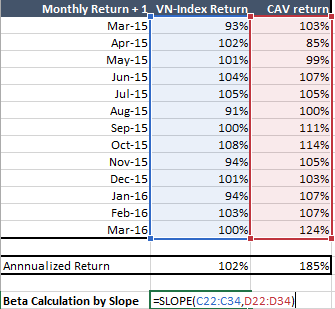 Monthly Return + 1 VN-Index Return CAV return
Mar-15 93% 103%
Apr-15 102% 85%
May-15 101% 99%
Jun-15 104% 107%
Jul-15 105% 105%
Aug-15 91% 100%
Sep-15 100% 111%
Oct-15 108% 114%
Nov-15 94% 105%
Dec-15 101% 103%
Jan-16 94% 107%
Feb-16 103% 107%
Mar-16 100% 124%
Annnualized Return 102% 185%
Beta Calculation by Slope =SLOPE(C22:C34,D22:D34)